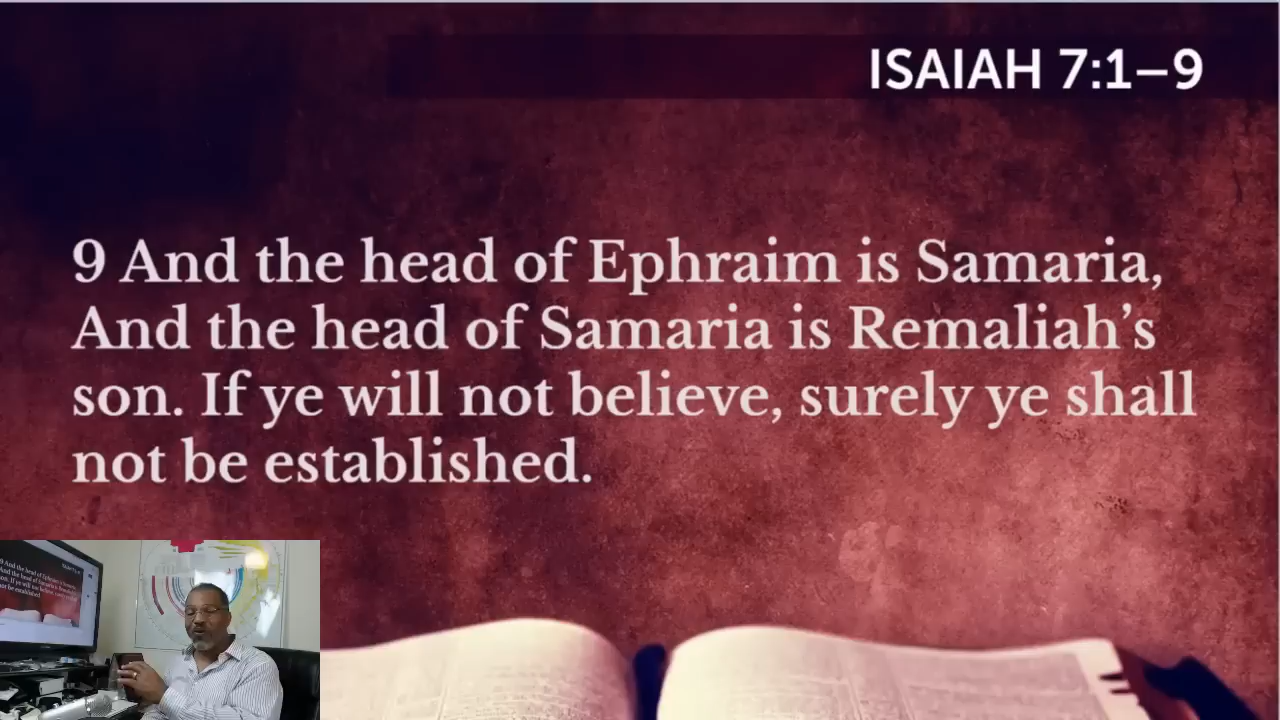 ISAIAH 7:1–9
9 And the head of Ephraim is Samaria,
And the head of Samaria is Remaliah’s
son. If ye will not believe, surely ye shall
not be established.